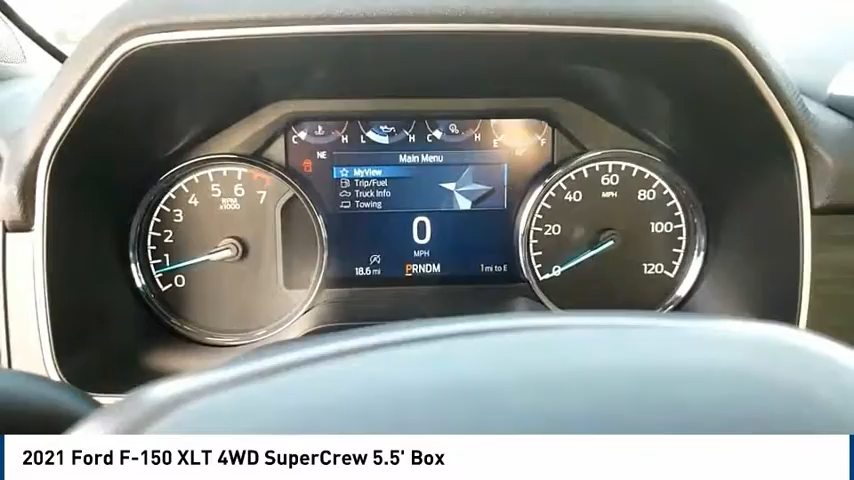 C H L H C H E F
NE
Main Menu
MyView
Trip/Fuel
Truck Info
Towing
0
MPH
18.6 mi PRNDM 1 mi to E
0 1 2 3 4 5 6 7
RPM
x1000
0 20 40 60 80 100 120
MPH
2021 Ford F-150 XLT 4WD SuperCrew 5.5' Box